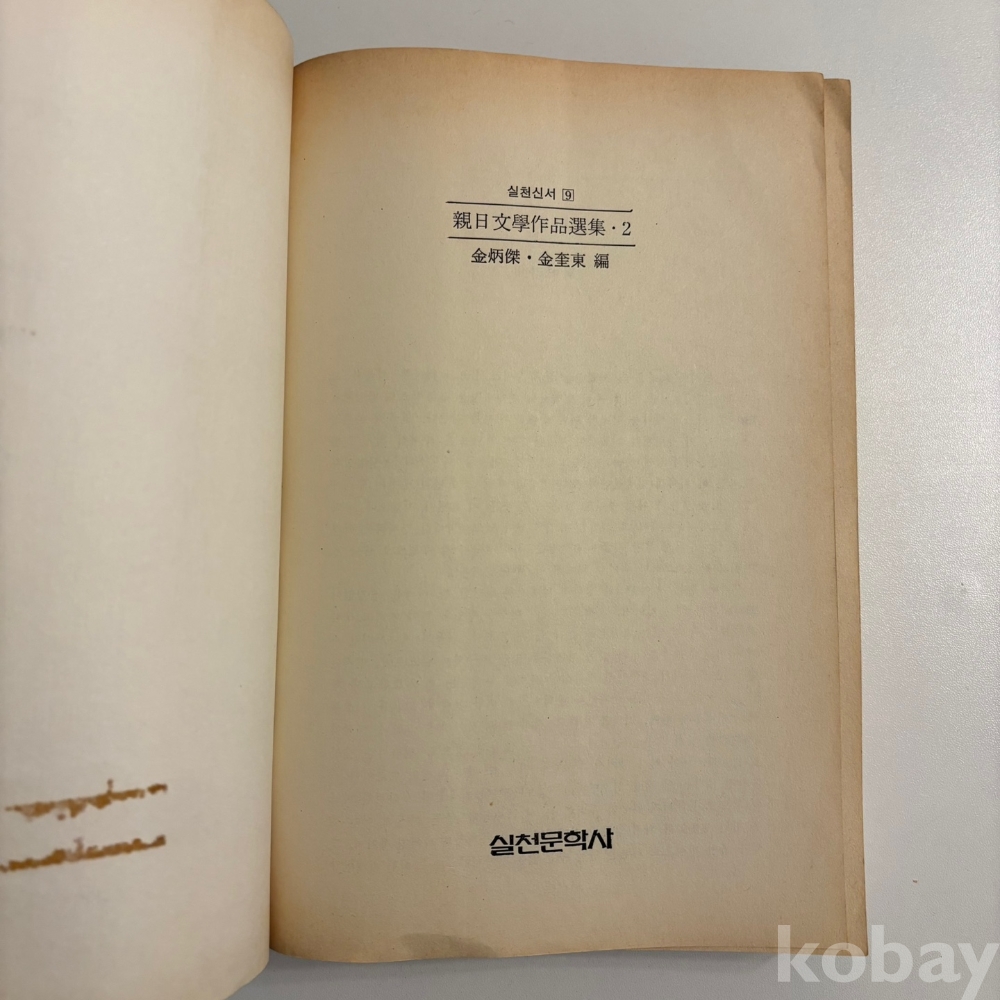 실천신서 9
親日文學作品選集·2
金炳傑·金奎東 編
실천문학사
kobay